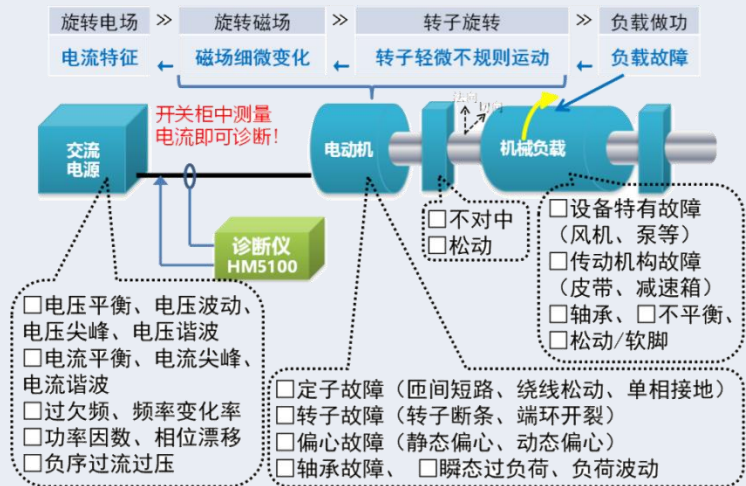 旋转电场 >> 旋转磁场 >> 转子旋转 >> 负载做功
电流特征 ← 磁场细微变化 ← 转子轻微不规则运动 ← 负载故障
开关柜中测量
电流即可诊断!
法向
切向
交流
电源
电动机
机械负载
诊断仪
HM5100
□不对中
□松动
□设备特有故障
（风机、泵等）
□传动机构故障
（皮带、减速箱）
□轴承、□不平衡、
□松动/软脚
□电压平衡、电压波动、
电压尖峰、电压谐波
□电流平衡、电流尖峰、
电流谐波
□过欠频、频率变化率
□功率因数、相位漂移
□负序过流过压
□定子故障（匝间短路、绕线松动、单相接地）
□转子故障（转子断条、端环开裂）
□偏心故障（静态偏心、动态偏心）
□轴承故障、 □瞬态过负荷、负荷波动